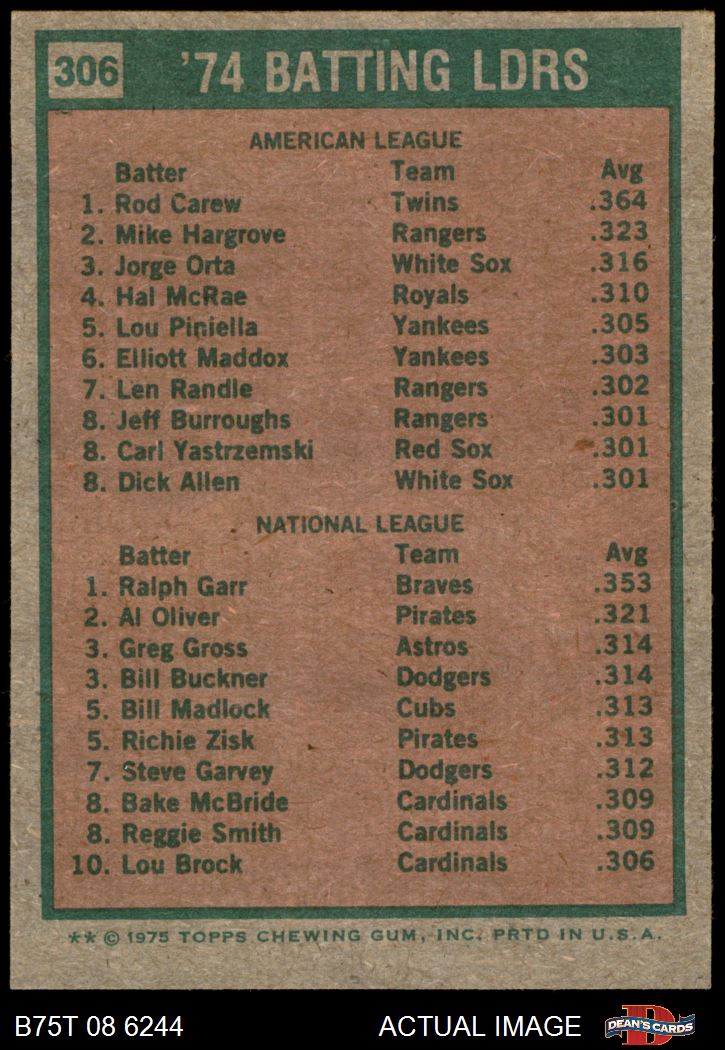 306 '74 BATTING LDRS
AMERICAN LEAGUE
Batter Team Avg
1. Rod Carew Twins .364
2. Mike Hargrove Rangers .323
3. Jorge Orta White Sox .316
4. Hal McRae Royals .310
5. Lou Piniella Yankees .305
6. Elliott Maddox Yankees .303
7. Len Randle Rangers .302
8. Jeff Burroughs Rangers .301
8. Carl Yastrzemski Red Sox .301
8. Dick Allen White Sox .301
NATIONAL LEAGUE
Batter Team Avg
1. Ralph Garr Braves .353
2. Al Oliver Pirates .321
3. Greg Gross Astros .314
3. Bill Buckner Dodgers .314
5. Bill Madlock Cubs .313
5. Richie Zisk Pirates .313
7. Steve Garvey Dodgers .312
8. Bake McBride Cardinals .309
8. Reggie Smith Cardinals .309
10. Lou Brock Cardinals .306
** © 1975 TOPPS CHEWING GUM, INC. PRTD IN U.S.A.
B75T 08 6244 ACTUAL IMAGE D DEAN'S CARDS